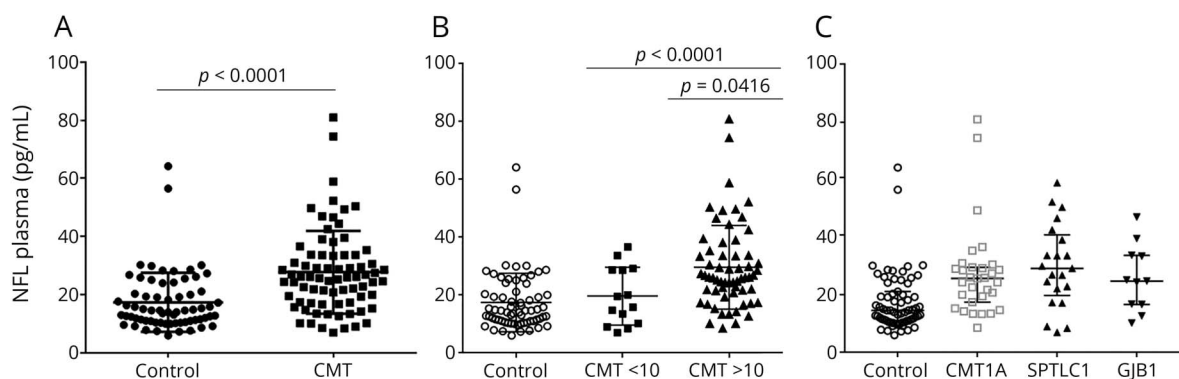 A
B
C
NFL plasma (pg/mL)
100
80
60
40
20
0
p < 0.0001
Control
CMT
100
80
60
40
20
0
p < 0.0001
p = 0.0416
Control
CMT <10
CMT >10
100
80
60
40
20
0
Control
CMT1A
SPTLC1
GJB1